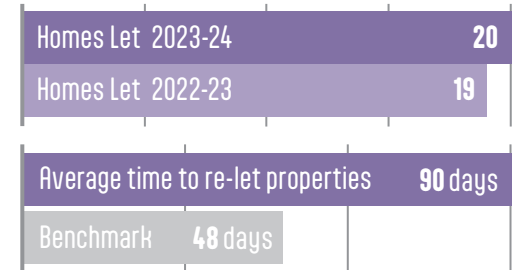 Homes Let 2023-24 20
Homes Let 2022-23 19
Average time to re-let properties 90 days
Benchmark 48 days